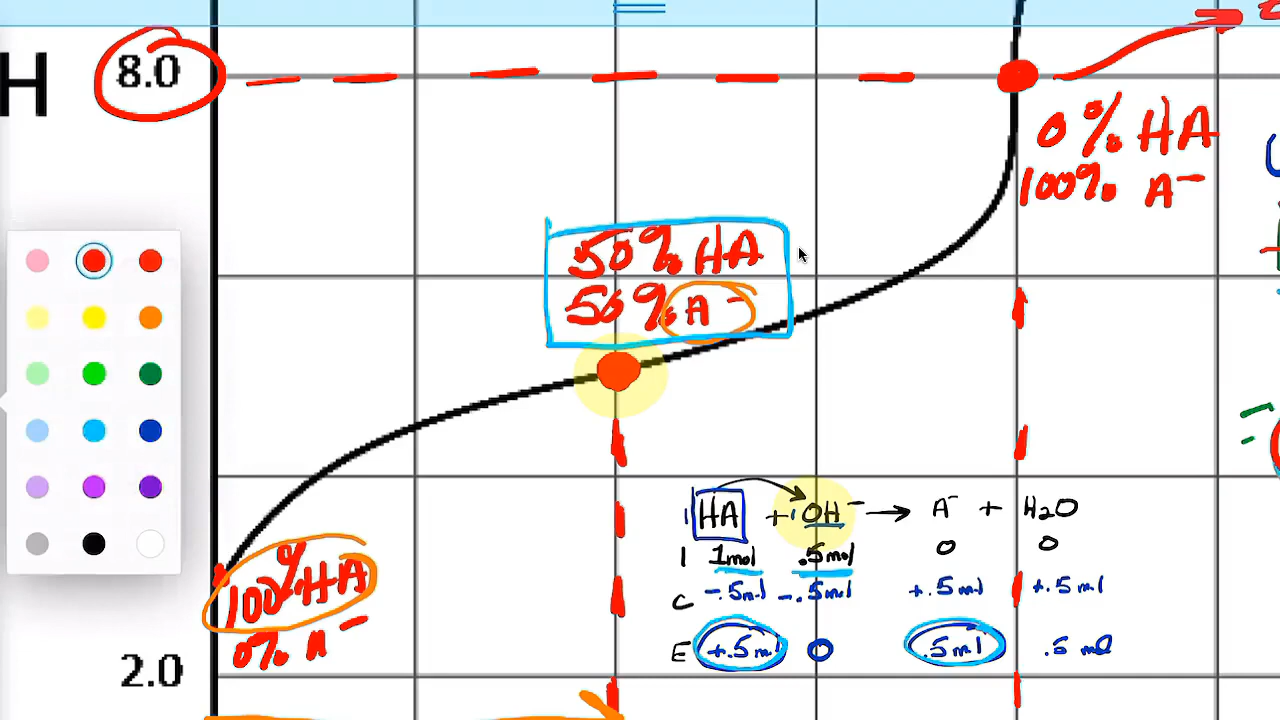 H
8.0
0% HA
100% A⁻
50% HA
50% A⁻
100% HA
0% A⁻
HA + OH⁻ → A⁻ + H₂O
I 1mol .5mol 0 0
C -.5mol -.5mol +.5mol +.5mol
E +.5mol 0 .5mol .5mol
2.0